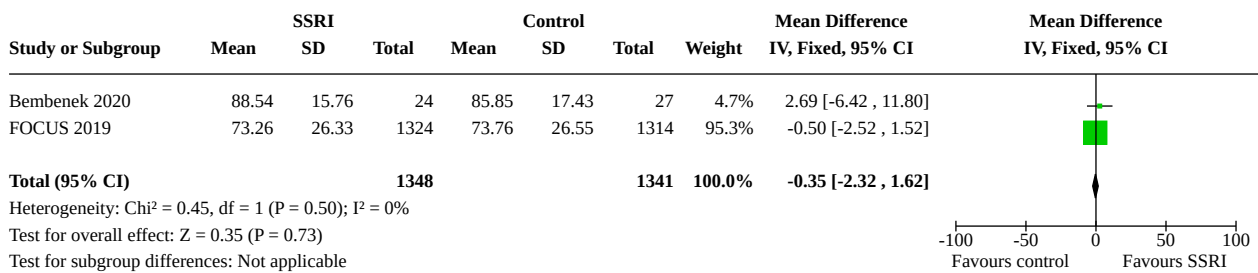 SSRI Control Mean Difference Mean Difference
Study or Subgroup Mean SD Total Mean SD Total Weight IV, Fixed, 95% CI IV, Fixed, 95% CI
Bembenek 2020 88.54 15.76 24 85.85 17.43 27 4.7% 2.69 [-6.42 , 11.80]
FOCUS 2019 73.26 26.33 1324 73.76 26.55 1314 95.3% -0.50 [-2.52 , 1.52]
Total (95% CI) 1348 1341 100.0% -0.35 [-2.32 , 1.62]
Heterogeneity: Chi² = 0.45, df = 1 (P = 0.50); I² = 0%
Test for overall effect: Z = 0.35 (P = 0.73)
-100 -50 0 50 100
Test for subgroup differences: Not applicable
Favours control Favours SSRI